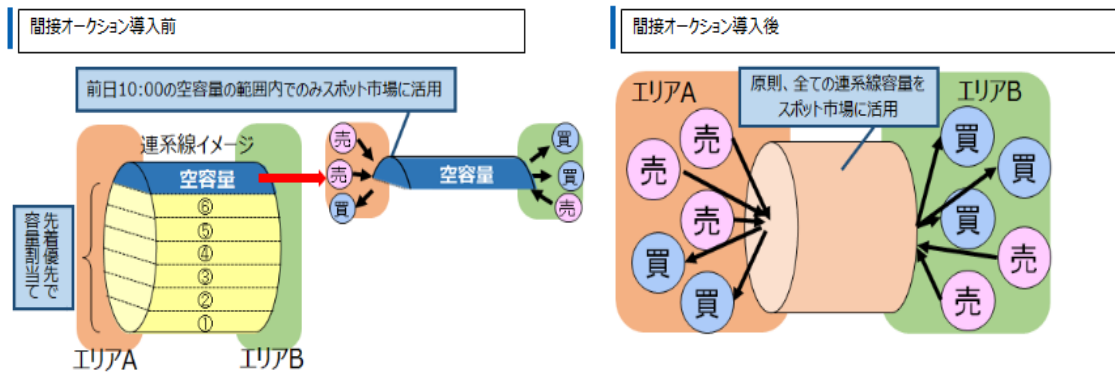 間接オークション導入前
前日10:00の空容量の範囲内でのみスポット市場に活用
連系線イメージ
空容量
⑥
⑤
④
③
②
①
先着優先で
容量割当て
エリアA
エリアB
売
売
買
空容量
買
買
売
間接オークション導入後
エリアA
原則、全ての連系線容量を
スポット市場に活用
エリアB
売
売
売
買
買
買
買
買
売
売